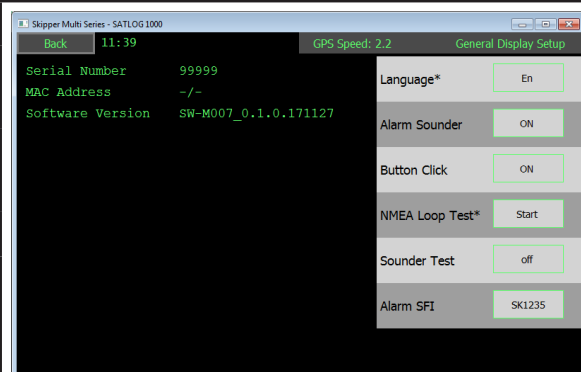 Skipper Multi Series - SATLOG 1000
Back 11:39 GPS Speed: 2.2 General Display Setup
Serial Number 99999
MAC Address -/-
Software Version SW-M007_0.1.0.171127
Language* En
Alarm Sounder ON
Button Click ON
NMEA Loop Test* Start
Sounder Test off
Alarm SFI SK1235